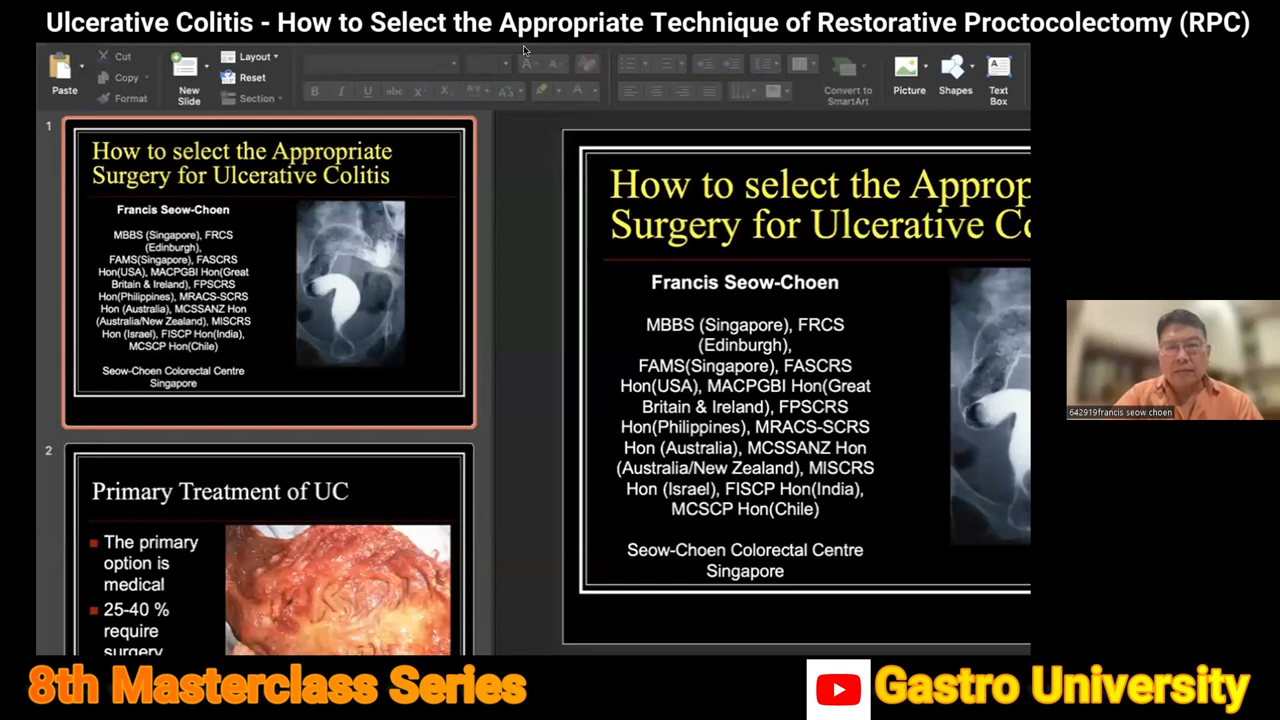 Ulcerative Colitis - How to Select the Appropriate Technique of Restorative Proctocolectomy (RPC)
Paste
Cut
Copy
Format
New
Slide
Layout
Reset
Section
B I U abc
Convert to
SmartArt
Picture
Shapes
Text
Box
1
How to select the Appropriate
Surgery for Ulcerative Colitis
Francis Seow-Choen
MBBS (Singapore), FRCS
(Edinburgh),
FAMS(Singapore), FASCRS
Hon(USA), MACPGBI Hon(Great
Britain & Ireland), FPSCRS
Hon(Philippines), MRACS-SCRS
Hon (Australia), MCSSANZ Hon
(Australia/New Zealand), MISCRS
Hon (Israel), FISCP Hon(India),
MCSCP Hon(Chile)
Seow-Choen Colorectal Centre
Singapore
2
Primary Treatment of UC
The primary
option is
medical
25-40 %
require
surgery
How to select the Approp
Surgery for Ulcerative Co
Francis Seow-Choen
MBBS (Singapore), FRCS
(Edinburgh),
FAMS(Singapore), FASCRS
Hon(USA), MACPGBI Hon(Great
Britain & Ireland), FPSCRS
Hon(Philippines), MRACS-SCRS
Hon (Australia), MCSSANZ Hon
(Australia/New Zealand), MISCRS
Hon (Israel), FISCP Hon(India),
MCSCP Hon(Chile)
Seow-Choen Colorectal Centre
Singapore
642919francis seow choen
8th Masterclass Series
Gastro University